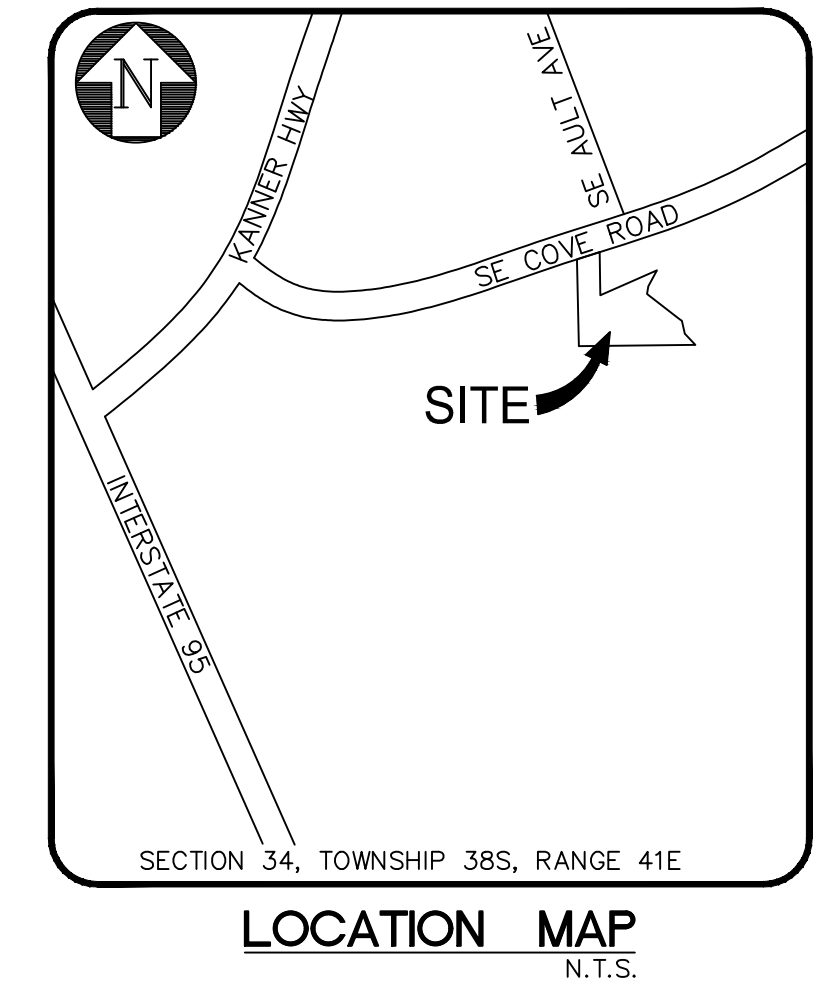 N
KANNER HWY
SE AULT AVE
SE COVE ROAD
SITE
INTERSTATE 95
SECTION 34, TOWNSHIP 38S, RANGE 41E
LOCATION MAP
N.T.S.